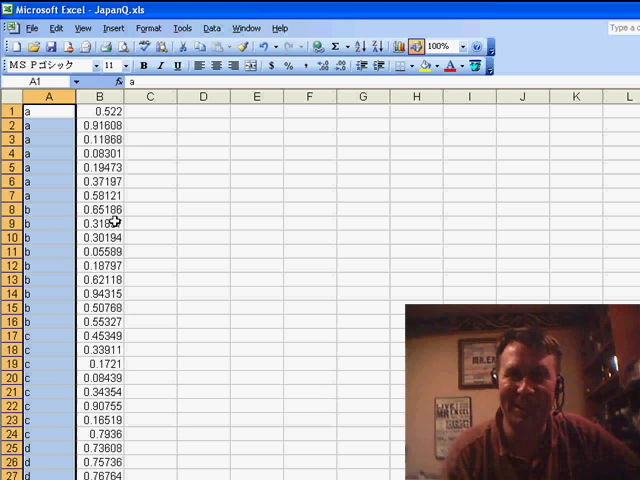 Microsoft Excel - JapanQ.xls
File Edit View Insert Format Tools Data Window Help
Type a q
100%
MS Pゴシック 11 B I U $ % ,
A1 fx a
A B C D E F G H I J K L
1 a 0.522
2 a 0.91608
3 a 0.11868
4 a 0.08301
5 a 0.19473
6 a 0.37197
7 a 0.58121
8 b 0.65186
9 b
10 b 0.30194
11 b 0.05589
12 b 0.18797
13 b 0.62118
14 b 0.94315
15 b 0.50768
16 b 0.55327
17 c 0.45349
18 c 0.33911
19 c 0.1721
20 c 0.08439
21 c 0.34354
22 c 0.90755
23 c 0.16519
24 c 0.7936
25 d 0.73608
26 d 0.75736
27 d 0.76764
LIVE
MR EXCEL